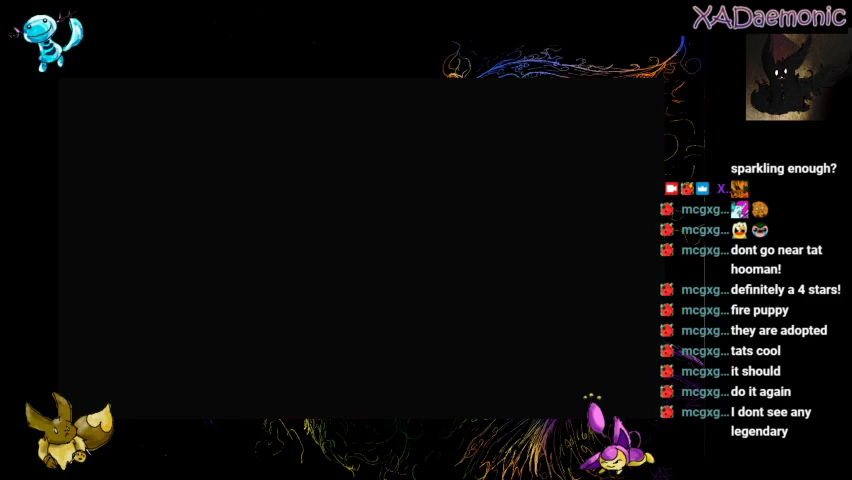 XADaemonic
sparkling enough?
X...
mcgxg...
mcgxg...
mcgxg... dont go near tat
hooman!
mcgxg... definitely a 4 stars!
mcgxg... fire puppy
mcgxg... they are adopted
mcgxg... tats cool
mcgxg... it should
mcgxg... do it again
mcgxg... I dont see any
legendary